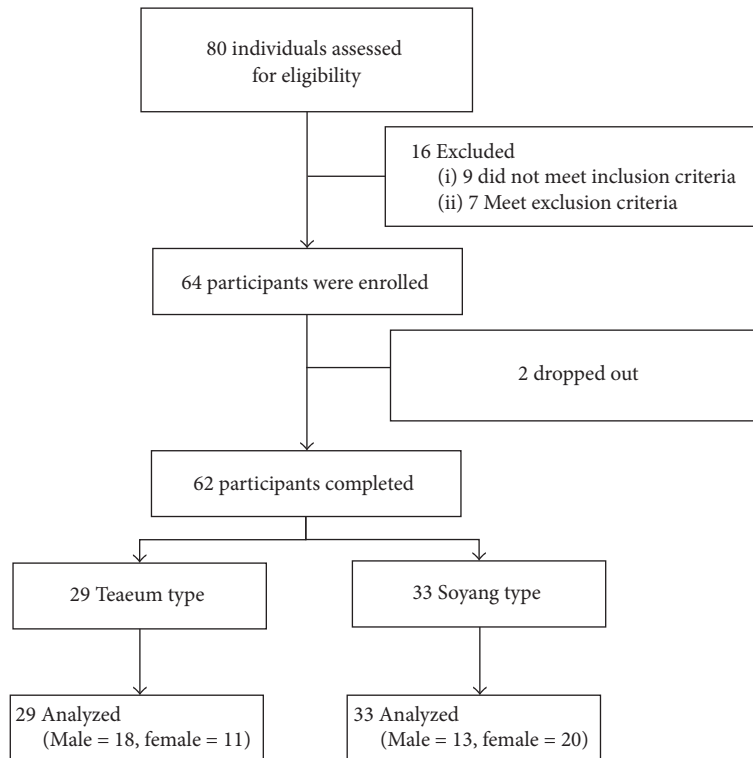 80 individuals assessed
for eligibility
16 Excluded
(i) 9 did not meet inclusion criteria
(ii) 7 Meet exclusion criteria
64 participants were enrolled
2 dropped out
62 participants completed
29 Teaeum type
33 Soyang type
29 Analyzed
(Male = 18, female = 11)
33 Analyzed
(Male = 13, female = 20)